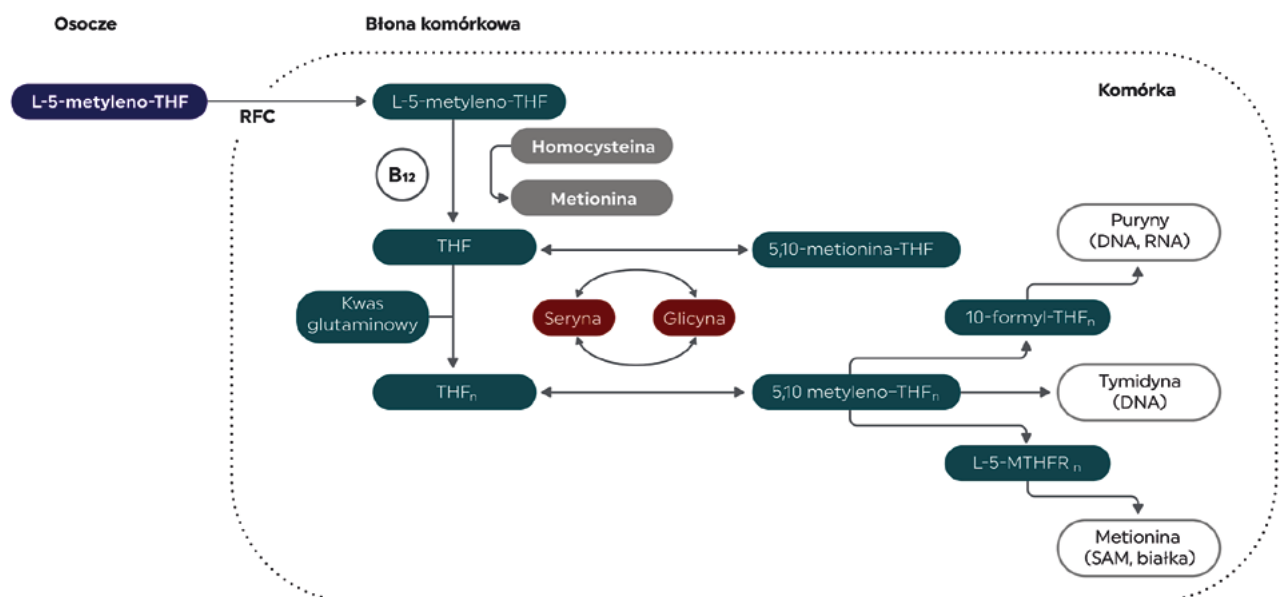 Osocze
Błona komórkowa
Komórka
L-5-metyleno-THF
RFC
L-5-metyleno-THF
B₁₂
Homocysteina
Metionina
THF
5,10-metionina-THF
Kwas
glutaminowy
Seryna
Glicyna
THFₙ
5,10 metyleno-THFₙ
Puryny
(DNA, RNA)
10-formyl-THFₙ
Tymidyna
(DNA)
L-5-MTHFR ₙ
Metionina
(SAM, białka)